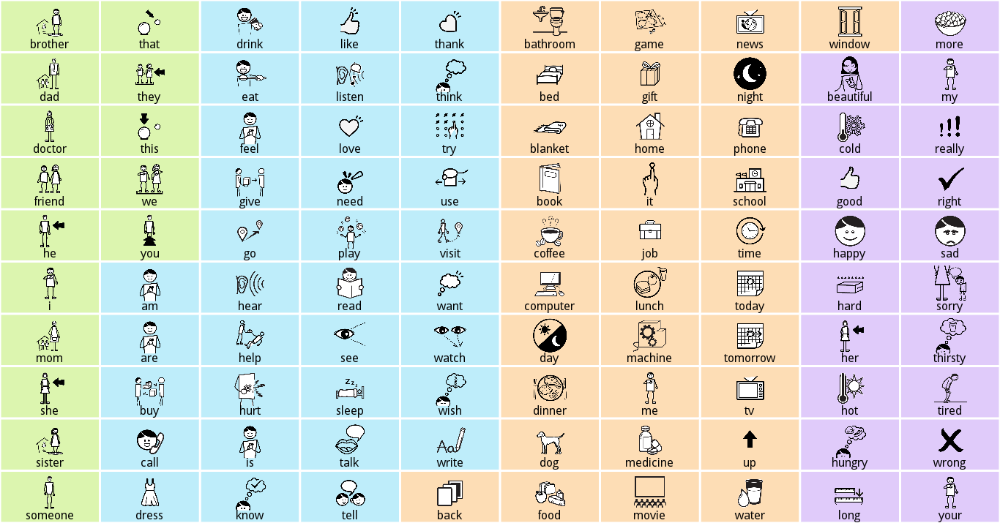 brother that drink like thank bathroom game news window more
dad they eat listen think bed gift night beautiful my
doctor this feel love try blanket home phone cold really
friend we give need use book it school good right
he you go play visit coffee job time happy sad
i am hear read want computer lunch today hard sorry
mom are help see watch day machine tomorrow her thirsty
she buy hurt sleep wish dinner me tv hot tired
sister call is talk write dog medicine up hungry wrong
someone dress know tell back food movie water long your